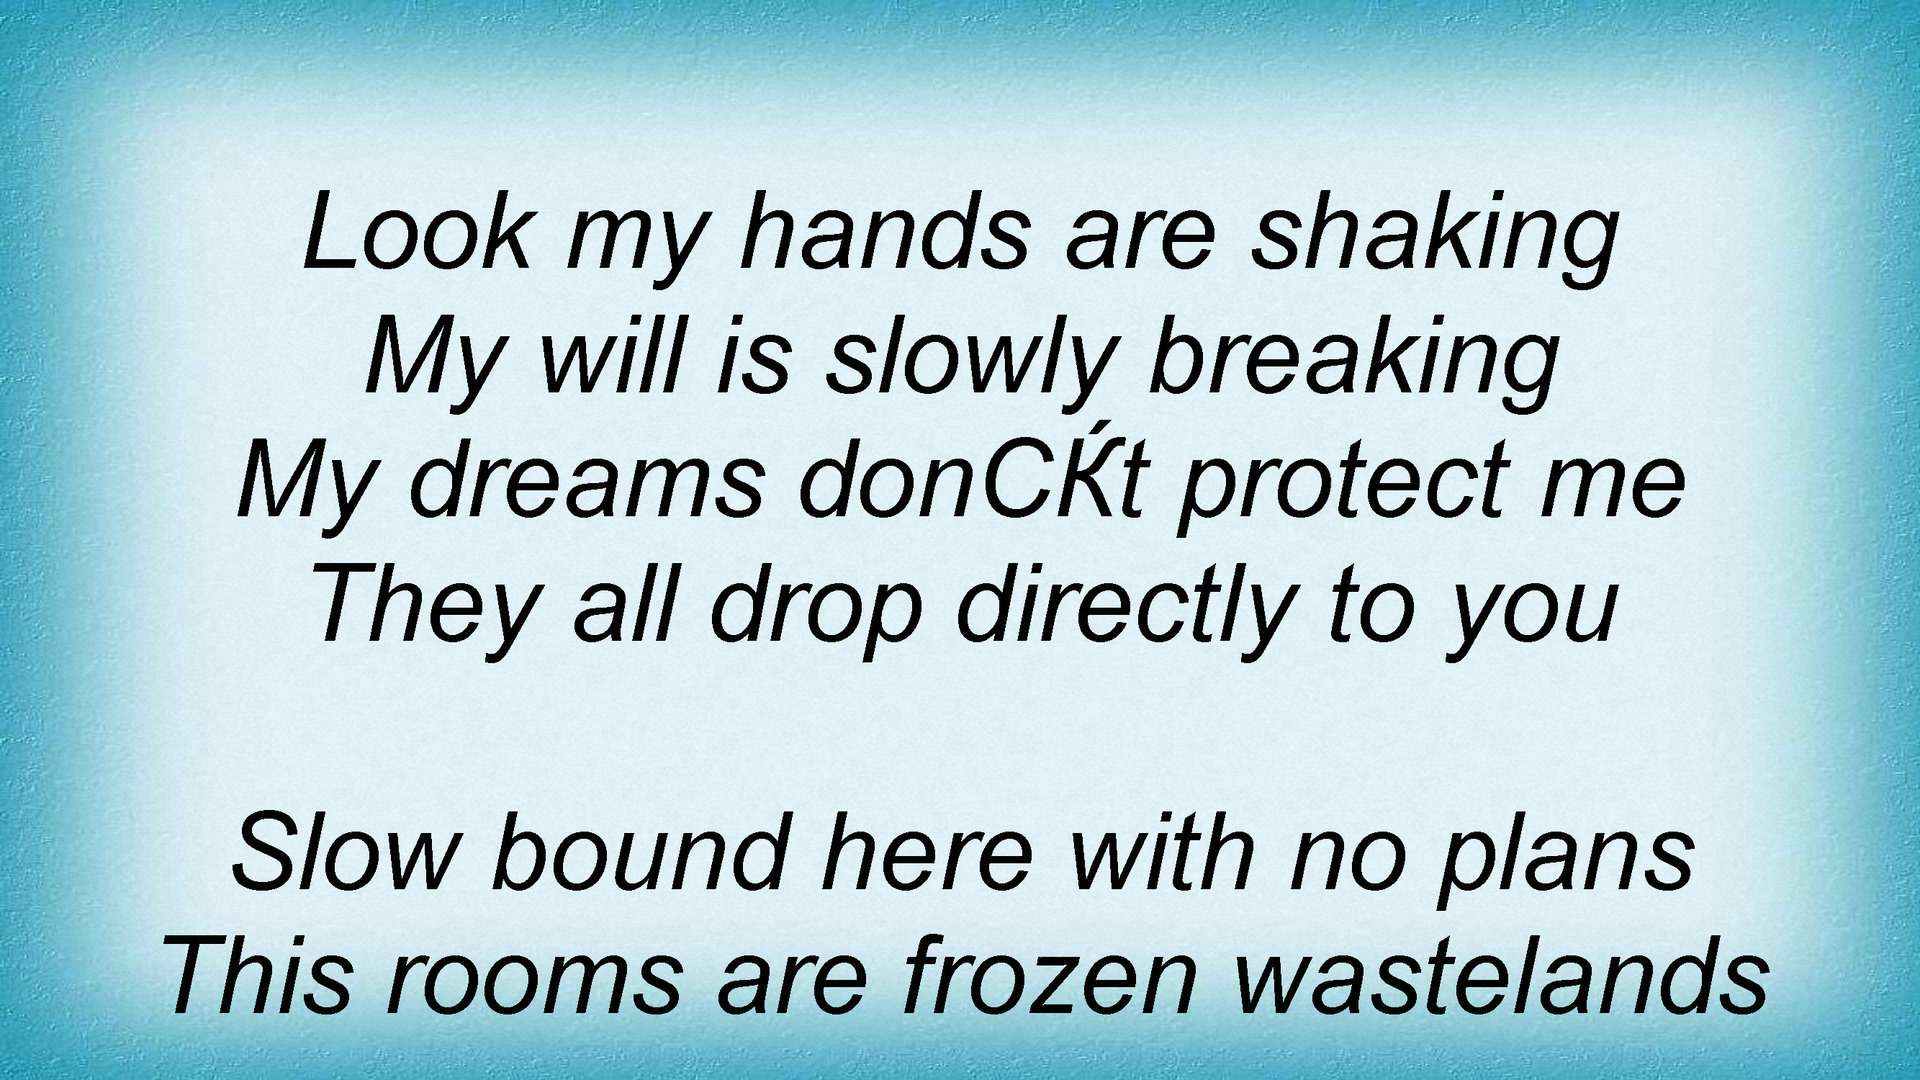 Look my hands are shaking
My will is slowly breaking
My dreams donCЌt protect me
They all drop directly to you
Slow bound here with no plans
This rooms are frozen wastelands